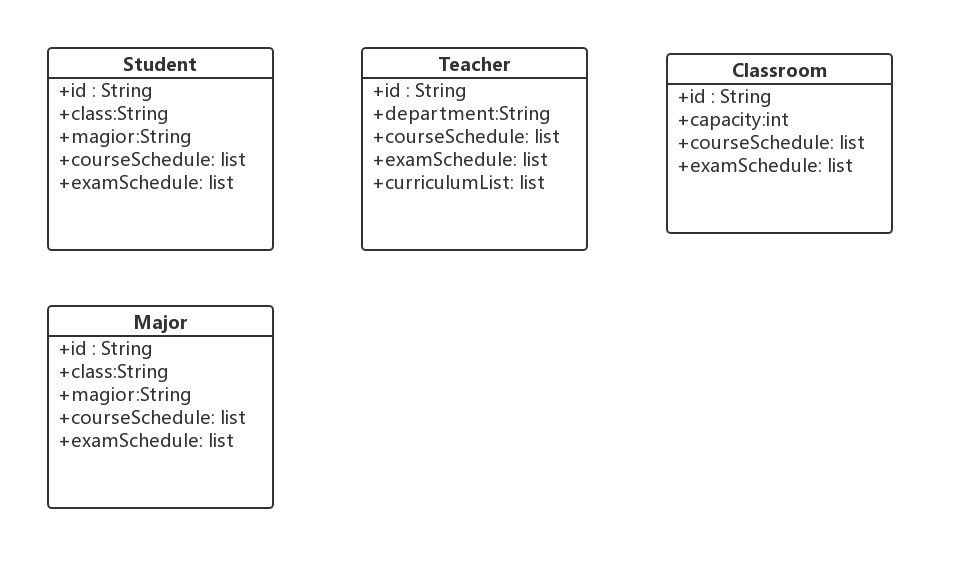 Student
+id : String
+class:String
+magior:String
+courseSchedule: list
+examSchedule: list
Teacher
+id : String
+department:String
+courseSchedule: list
+examSchedule: list
+curriculumList: list
Classroom
+id : String
+capacity:int
+courseSchedule: list
+examSchedule: list
Major
+id : String
+class:String
+magior:String
+courseSchedule: list
+examSchedule: list